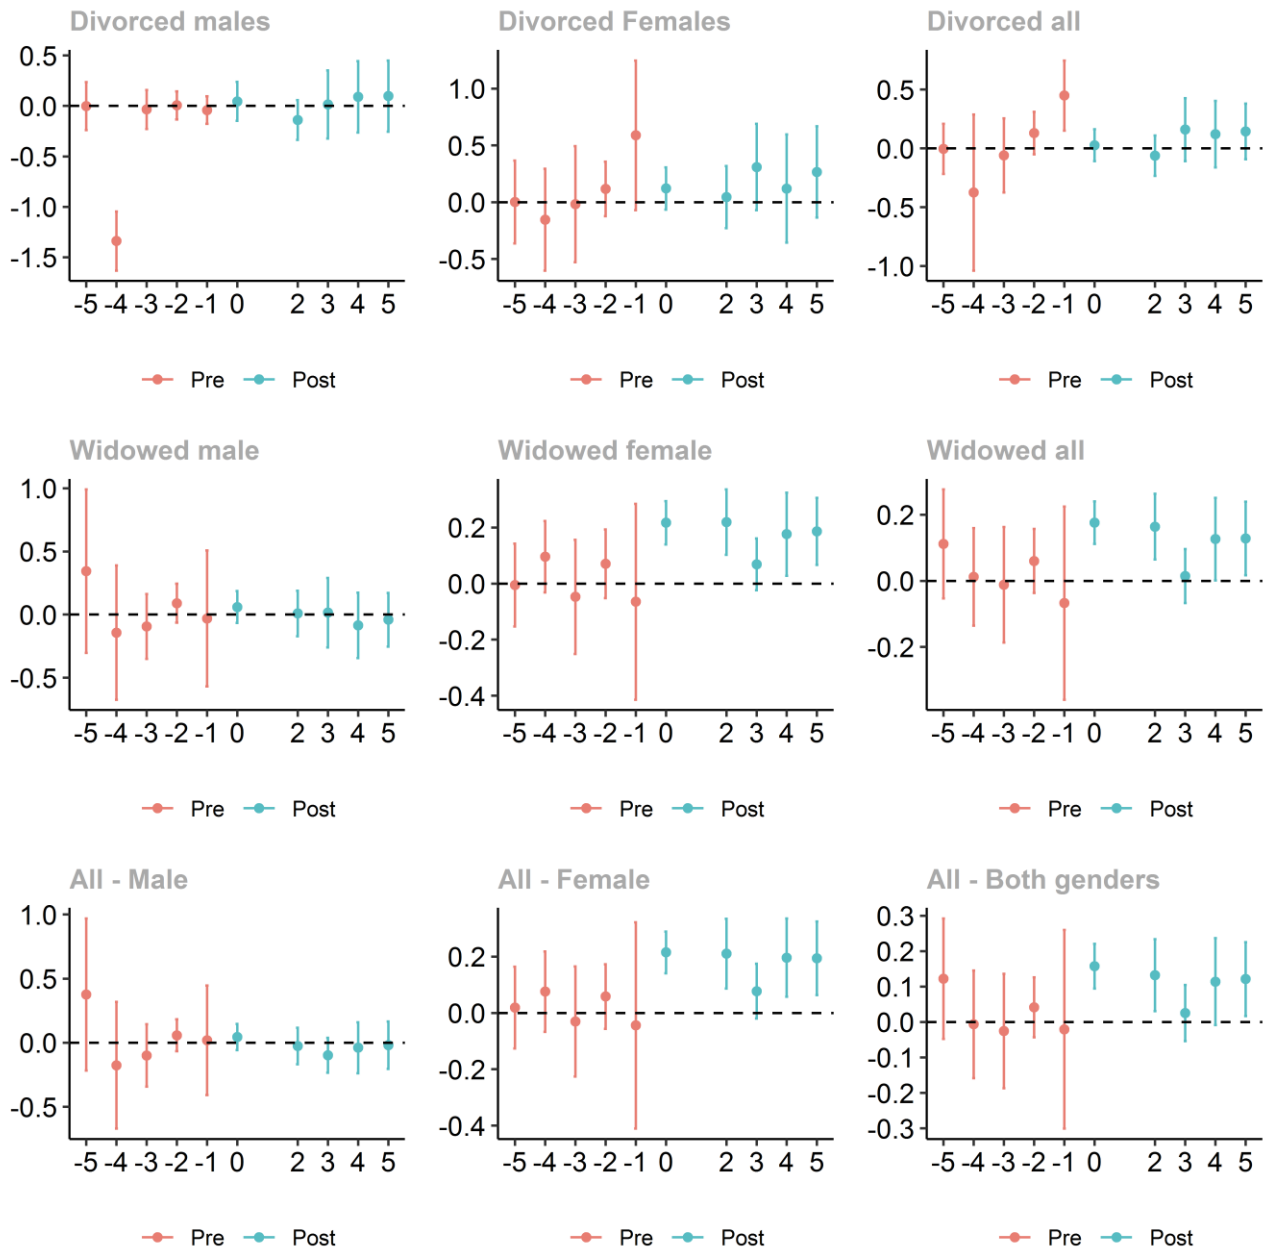 Divorced males
Divorced Females
Divorced all
0.5
0.0
-0.5
-1.0
-1.5
1.0
0.5
0.0
-0.5
0.5
0.0
-0.5
-1.0
-5 -4 -3 -2 -1 0 2 3 4 5
-5 -4 -3 -2 -1 0 2 3 4 5
-5 -4 -3 -2 -1 0 2 3 4 5
Pre Post
Pre Post
Pre Post
Widowed male
Widowed female
Widowed all
1.0
0.5
0.0
-0.5
0.2
0.0
-0.2
-0.4
0.2
0.0
-0.2
-5 -4 -3 -2 -1 0 2 3 4 5
-5 -4 -3 -2 -1 0 2 3 4 5
-5 -4 -3 -2 -1 0 2 3 4 5
Pre Post
Pre Post
Pre Post
All - Male
All - Female
All - Both genders
1.0
0.5
0.0
-0.5
0.2
0.0
-0.2
-0.4
0.3
0.2
0.1
0.0
-0.1
-0.2
-0.3
-5 -4 -3 -2 -1 0 2 3 4 5
-5 -4 -3 -2 -1 0 2 3 4 5
-5 -4 -3 -2 -1 0 2 3 4 5
Pre Post
Pre Post
Pre Post